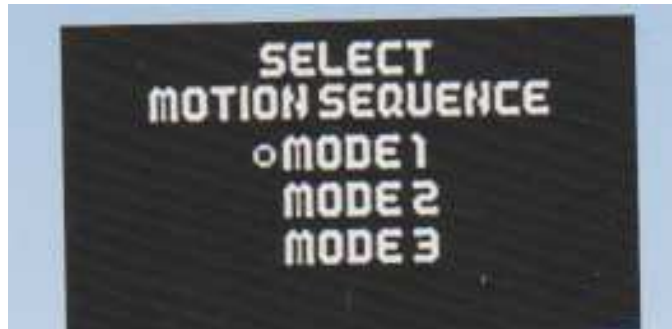 SELECT
MOTION SEQUENCE
MODE 1
MODE 2
MODE 3